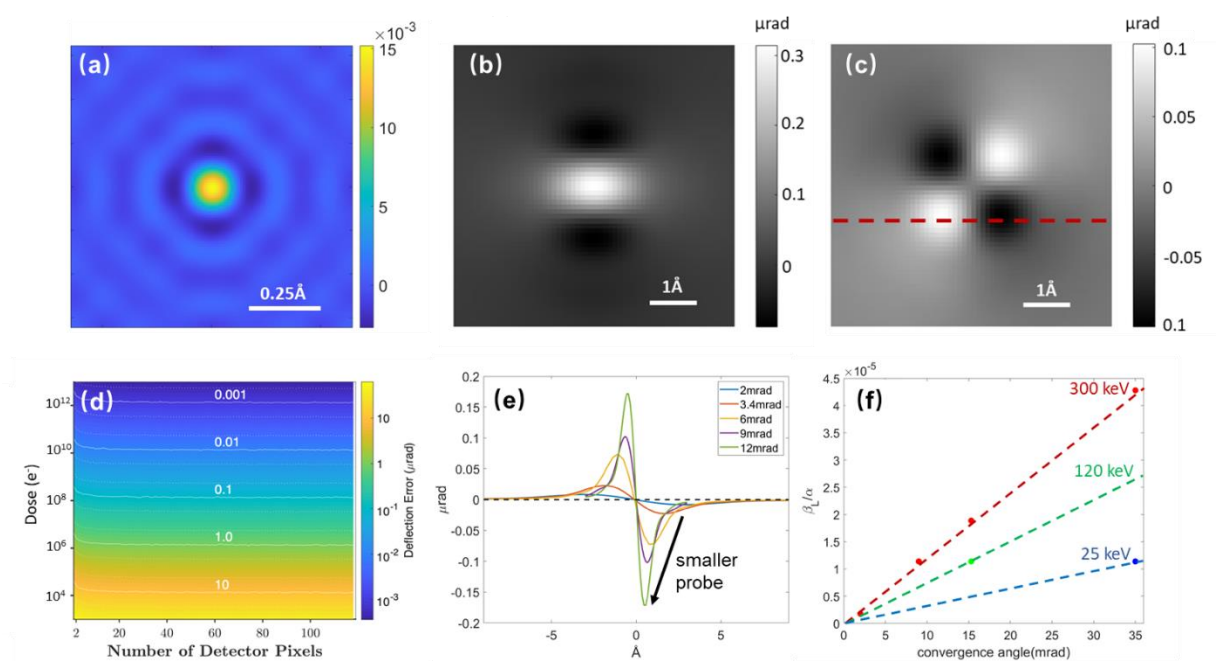 (a)
×10⁻³
15
10
5
0
0.25Å
(b)
μrad
0.3
0.2
0.1
0
1Å
(c)
μrad
0.1
0.05
0
-0.05
0.1
1Å
(d)
Dose (e⁻)
10¹²
10¹⁰
10⁸
10⁶
10⁴
0.001
0.01
0.1
1.0
10
2 20 40 60 80 100
Number of Detector Pixels
10
1
10⁻¹
10⁻²
10⁻³
Deflection Error (μrad)
(e)
μrad
0.2
0.15
0.1
0.05
0
-0.05
-0.1
-0.15
-0.2
-5 0 5
Å
2mrad
3.4mrad
6mrad
9mrad
12mrad
smaller
probe
(f)
×10⁻⁵
4.5
4
3.5
3
2.5
2
1.5
1
0.5
0
β_L/α
0 5 10 15 20 25 30 35
convergence angle(mrad)
300 keV
120 keV
25 keV